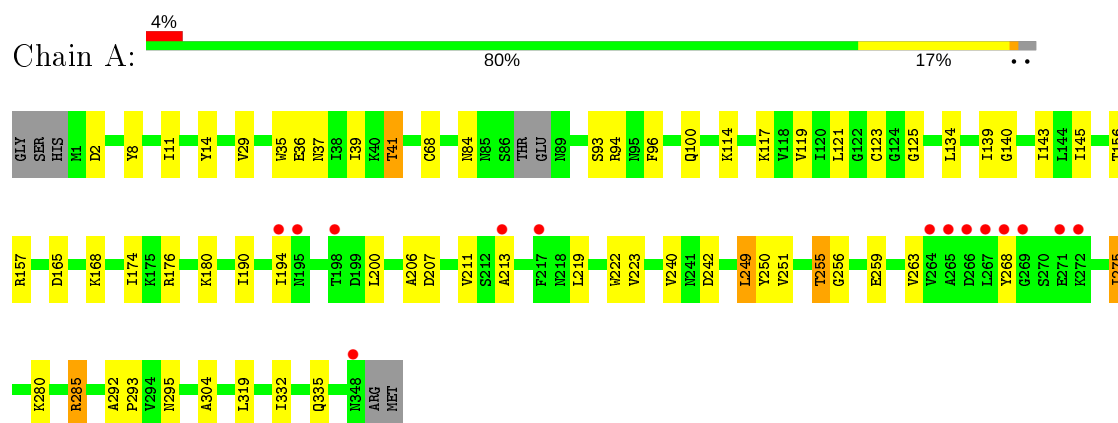 4%
Chain A:
80% 17% • •
GLY SER HIS M1 D2 Y8 I11 Y14 V29 W35 E36 N37 I38 I39 K40 T41 C68 N84 N85 S86 THR GLU N89 S93 R94 N95 F96 Q100 K114 K117 V118 V119 I120 L121 G122 C123 G124 G125 L134 I139 G140 I143 L144 I145 T156
R157 D165 K168 I174 K175 R176 K180 I190 I194 N195 T198 D199 L200 A206 D207 V211 S212 A213 F217 N218 L219 W222 V223 V240 N241 D242 L249 Y250 V251 T255 G256 E259 V263 V264 A265 D266 L267 Y268 G269 S270 E271 K272
K280 R285 A292 P293 V294 N295 A304 L319 I332 Q335 N348 ARG MET